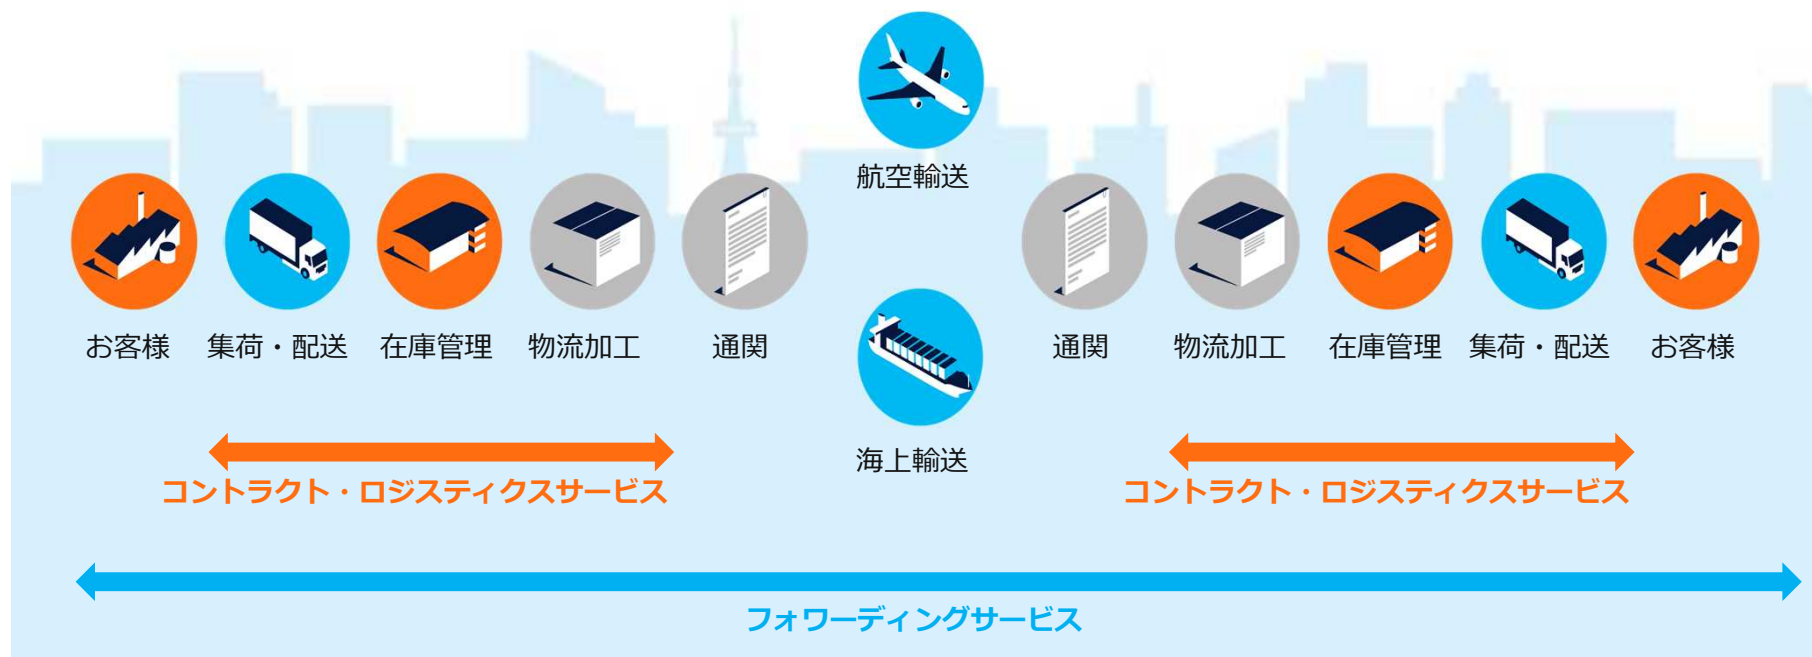 航空輸送
お客様
集荷・配送
在庫管理
物流加工
通関
通関
物流加工
在庫管理
集荷・配送
お客様
海上輸送
コントラクト・ロジスティクスサービス
コントラクト・ロジスティクスサービス
フォワーディングサービス